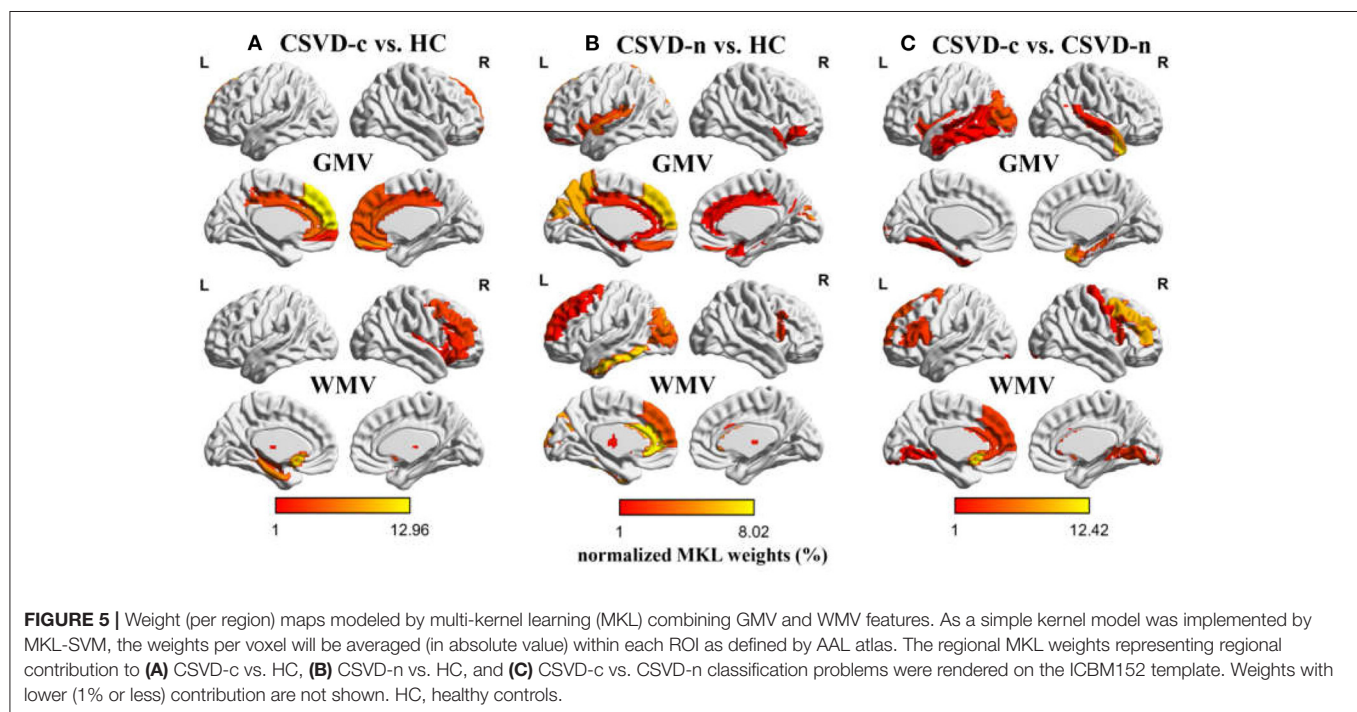 A CSVD-c vs. HC
B CSVD-n vs. HC
C CSVD-c vs. CSVD-n
L R L R L R
GMV GMV GMV
L R L R L R
WMV WMV WMV
1 12.96
1 8.02
1 12.42
normalized MKL weights (%)
FIGURE 5 | Weight (per region) maps modeled by multi-kernel learning (MKL) combining GMV and WMV features. As a simple kernel model was implemented by
MKL-SVM, the weights per voxel will be averaged (in absolute value) within each ROI as defined by AAL atlas. The regional MKL weights representing regional
contribution to (A) CSVD-c vs. HC, (B) CSVD-n vs. HC, and (C) CSVD-c vs. CSVD-n classification problems were rendered on the ICBM152 template. Weights with
lower (1% or less) contribution are not shown. HC, healthy controls.